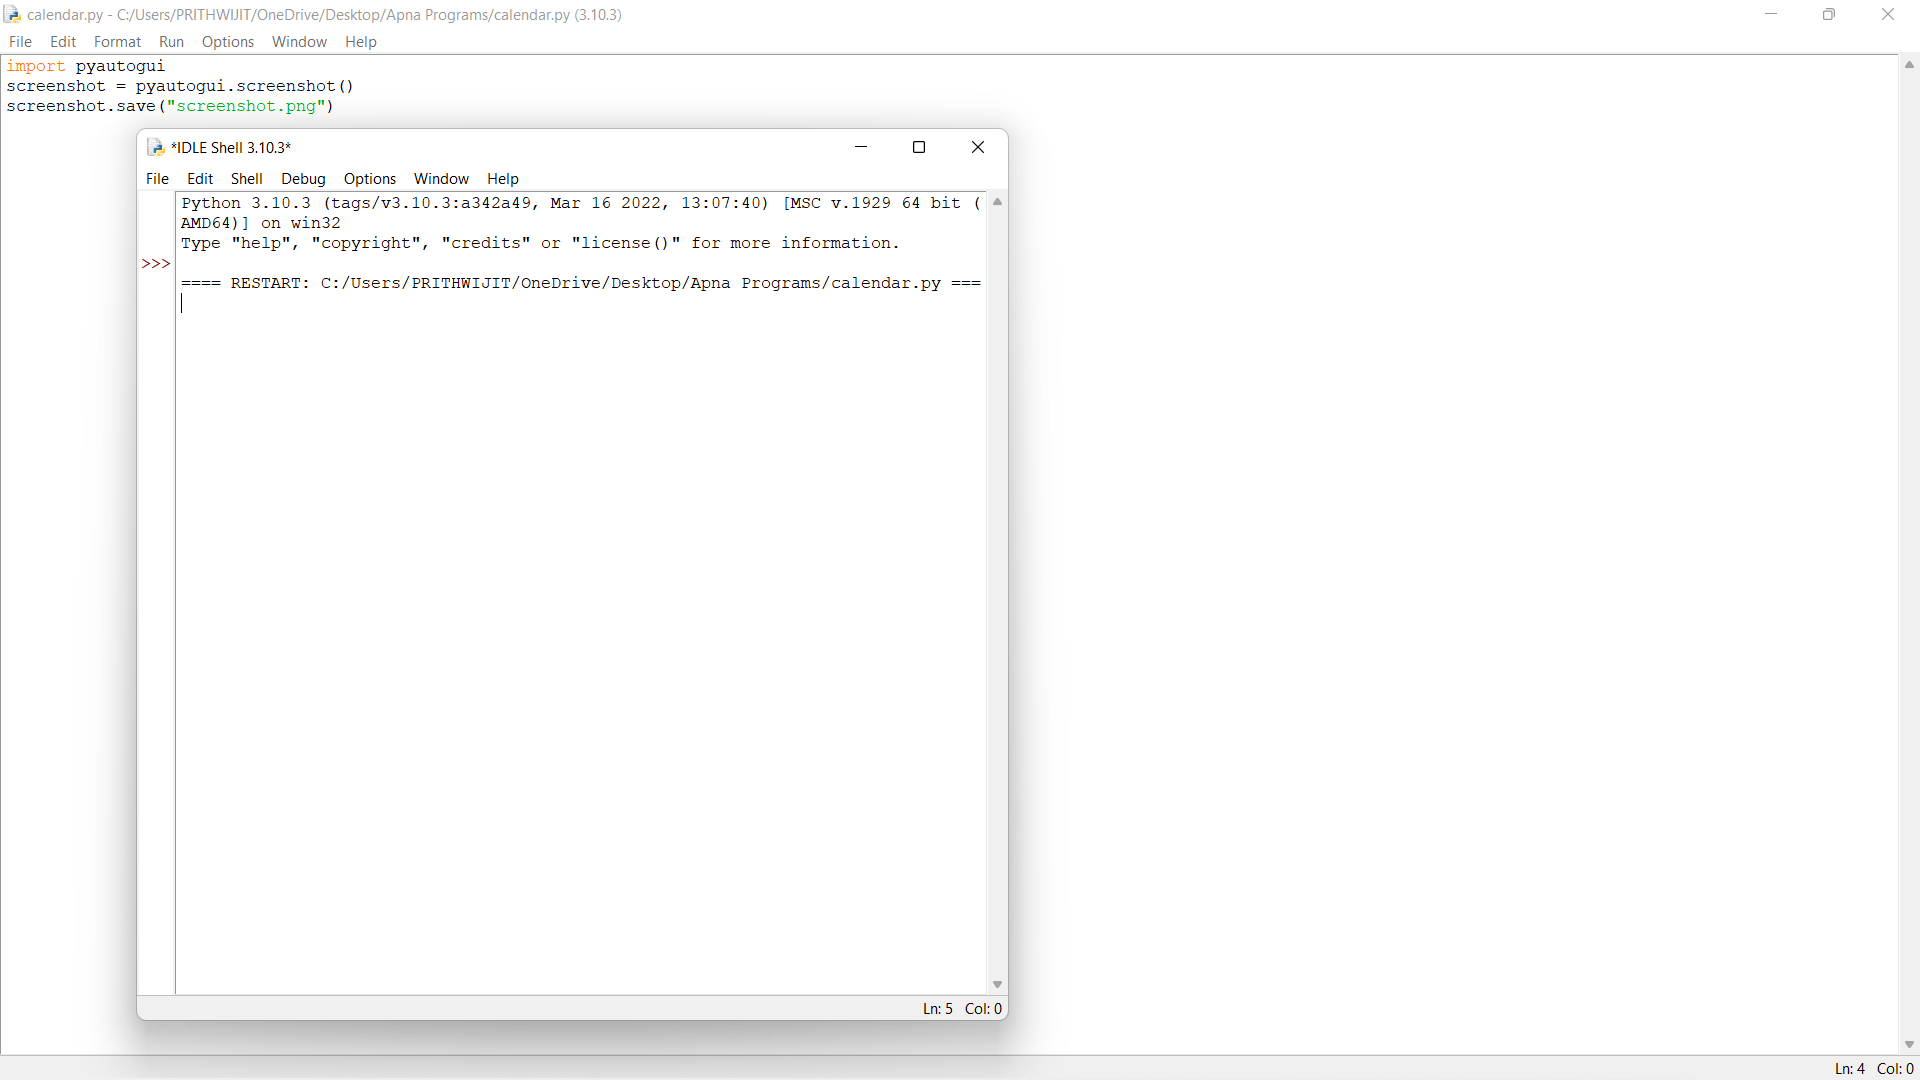 calendar.py - C:/Users/PRITHWIJIT/OneDrive/Desktop/Apna Programs/calendar.py (3.10.3)
File Edit Format Run Options Window Help
import pyautogui
screenshot = pyautogui.screenshot()
screenshot.save("screenshot.png")
*IDLE Shell 3.10.3*
File Edit Shell Debug Options Window Help
Python 3.10.3 (tags/v3.10.3:a342a49, Mar 16 2022, 13:07:40) [MSC v.1929 64 bit (
AMD64)] on win32
Type "help", "copyright", "credits" or "license()" for more information.
>>>
==== RESTART: C:/Users/PRITHWIJIT/OneDrive/Desktop/Apna Programs/calendar.py ===
Ln: 5 Col: 0
Ln: 4 Col: 0